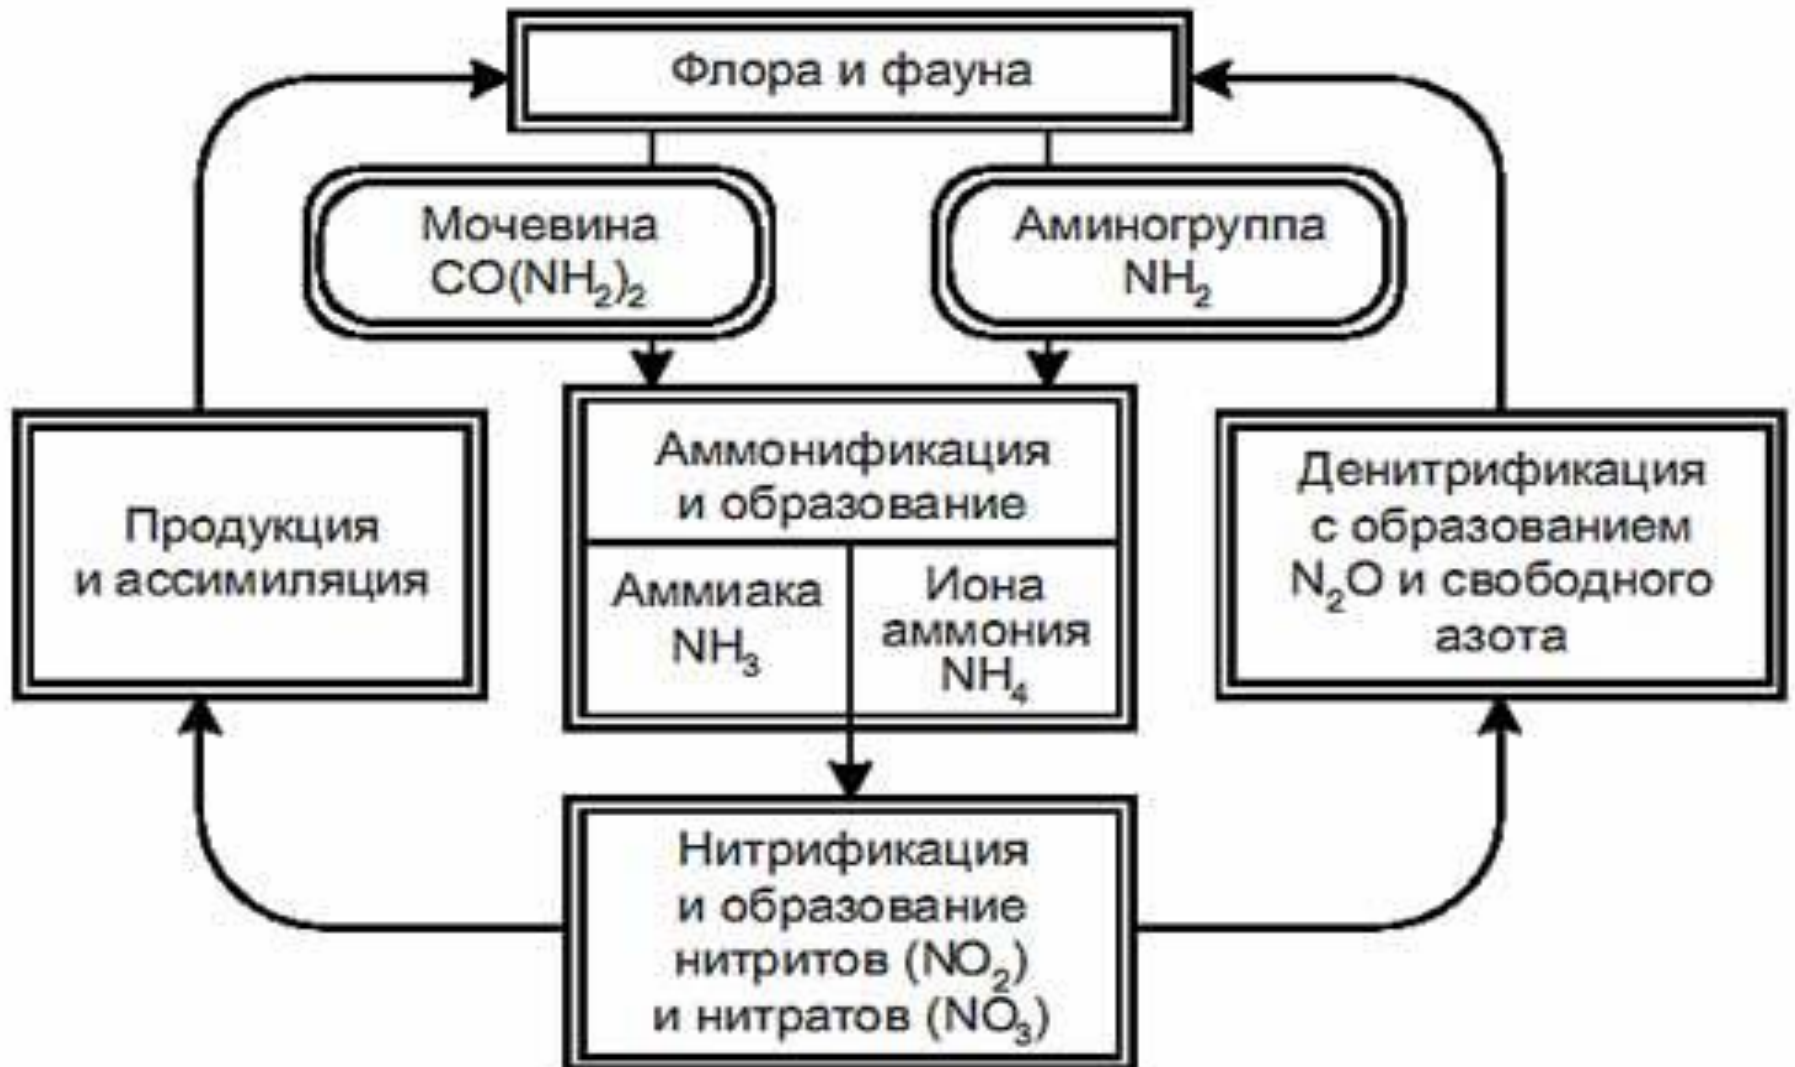 Флора и фауна
Мочевина
CO(NH₂)₂
Аминогруппа
NH₂
Продукция
и ассимиляция
Аммонификация
и образование
Аммиака
NH₃
Иона
аммония
NH₄
Денитрификация
с образованием
N₂O и свободного
азота
Нитрификация
и образование
нитритов (NO₂)
и нитратов (NO₃)